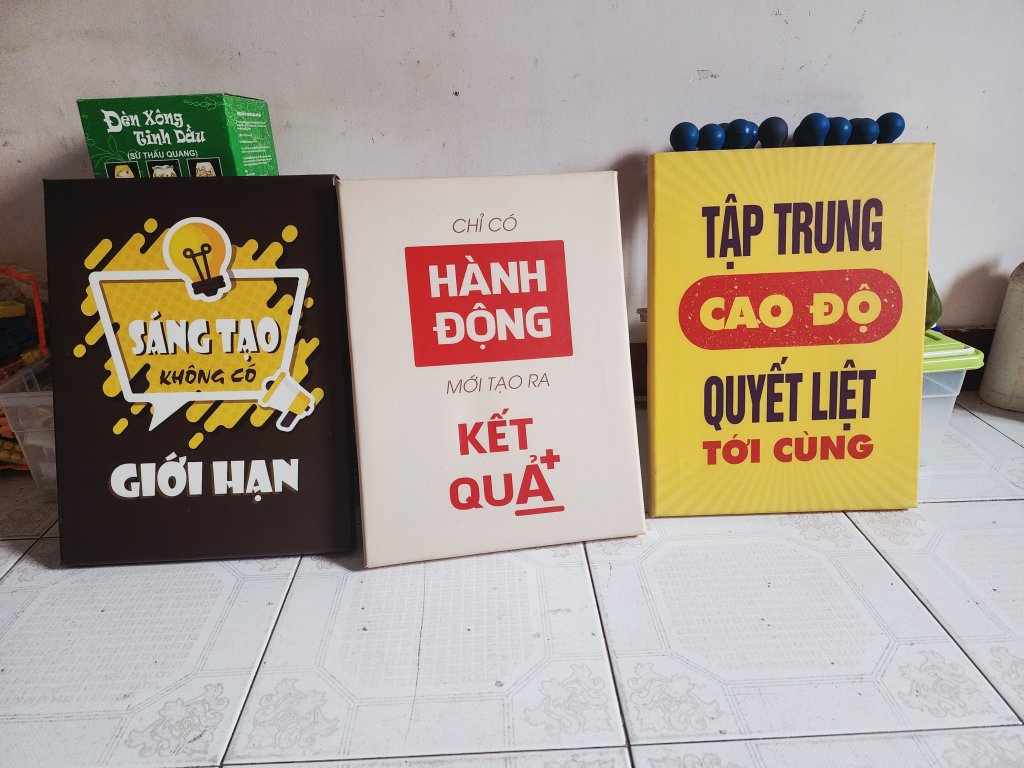 Đèn Xông
Tinh Dầu
(SỨ THẤU QUANG)
SÁNG TẠO
KHÔNG CÓ
GIỚI HẠN
CHỈ CÓ
HÀNH
ĐỘNG
MỚI TẠO RA
KẾT
QUẢ+
TẬP TRUNG
CAO ĐỘ
QUYẾT LIỆT
TỚI CÙNG